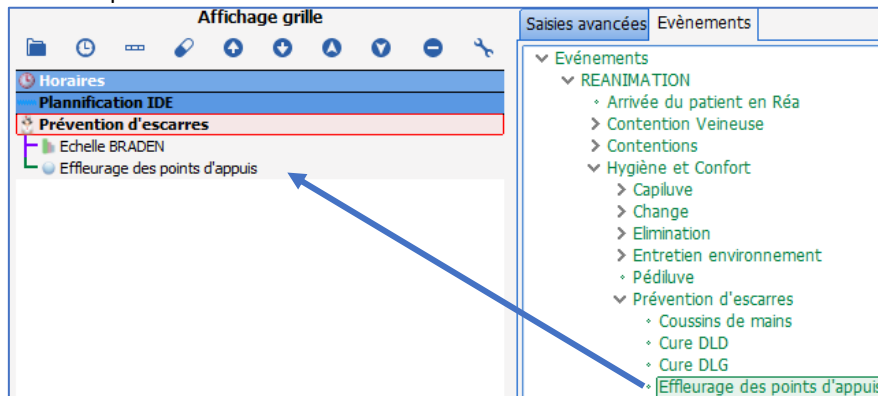 Affichage grille
Horaires
Plannification IDE
Prévention d'escarres
Echelle BRADEN
Effleurage des points d'appuis
Saisies avancées Evènements
Evénements
REANIMATION
Arrivée du patient en Réa
Contention Veineuse
Contentions
Hygiène et Confort
Capiluve
Change
Elimination
Entretien environnement
Pédiluve
Prévention d'escarres
Coussins de mains
Cure DLD
Cure DLG
Effleurage des points d'appuis